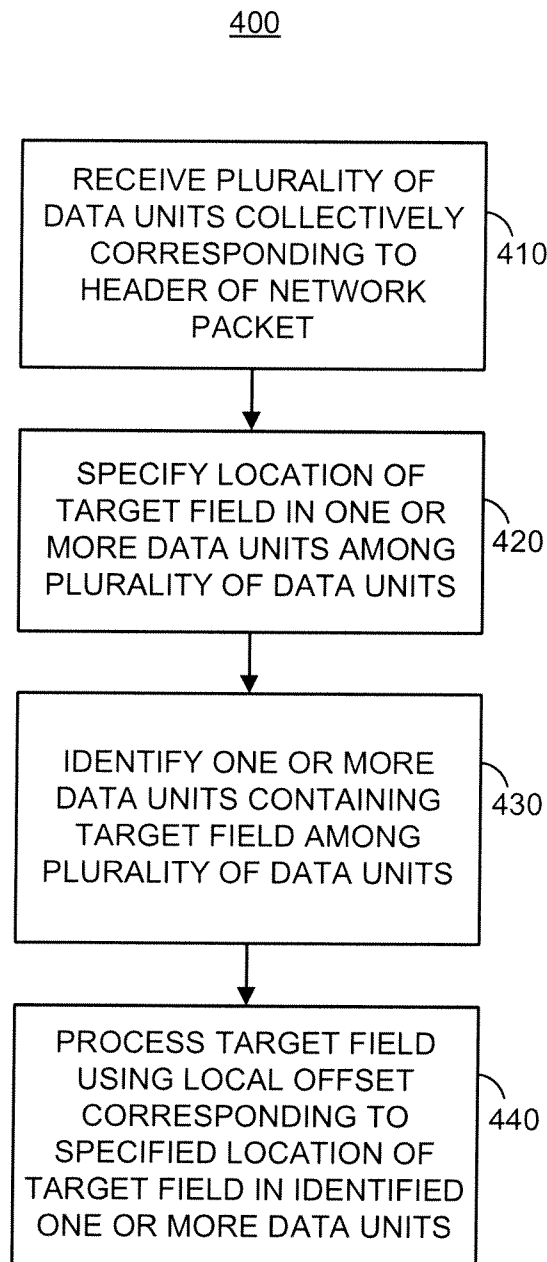 400
RECEIVE PLURALITY OF
DATA UNITS COLLECTIVELY
CORRESPONDING TO
HEADER OF NETWORK
PACKET
410
SPECIFY LOCATION OF
TARGET FIELD IN ONE OR
MORE DATA UNITS AMONG
PLURALITY OF DATA UNITS
420
IDENTIFY ONE OR MORE
DATA UNITS CONTAINING
TARGET FIELD AMONG
PLURALITY OF DATA UNITS
430
PROCESS TARGET FIELD
USING LOCAL OFFSET
CORRESPONDING TO
SPECIFIED LOCATION OF
TARGET FIELD IN IDENTIFIED
ONE OR MORE DATA UNITS
440